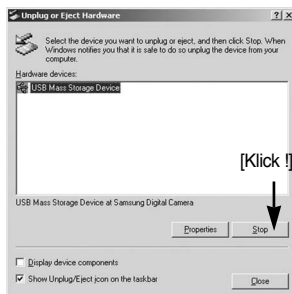 Unplug or Eject Hardware
Select the device you want to unplug or eject, and then click Stop. When
Windows notifies you that it is safe to do so unplug the device from your
computer.
Hardware devices:
USB Mass Storage Device
[Klick !]
USB Mass Storage Device at Samsung Digital Camera
Properties
Stop
Display device components
Show Unplug/Eject icon on the taskbar
Close